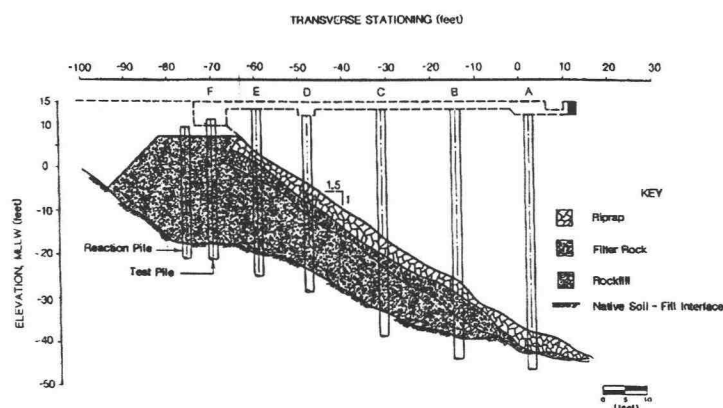 TRANSVERSE STATIONING (feet)
-100 -90 -80 -70 -60 -50 -40 -30 -20 -10 0 10 20 30
F E D C B A
15
0
-10
-20
-30
-40
-50
ELEVATION, MLLW (feet)
1.5
1
Reaction Pile
Test Pile
KEY
Riprap
Filter Rock
Rockfill
Native Soil - Fill Interface
0 5 10
(feet)